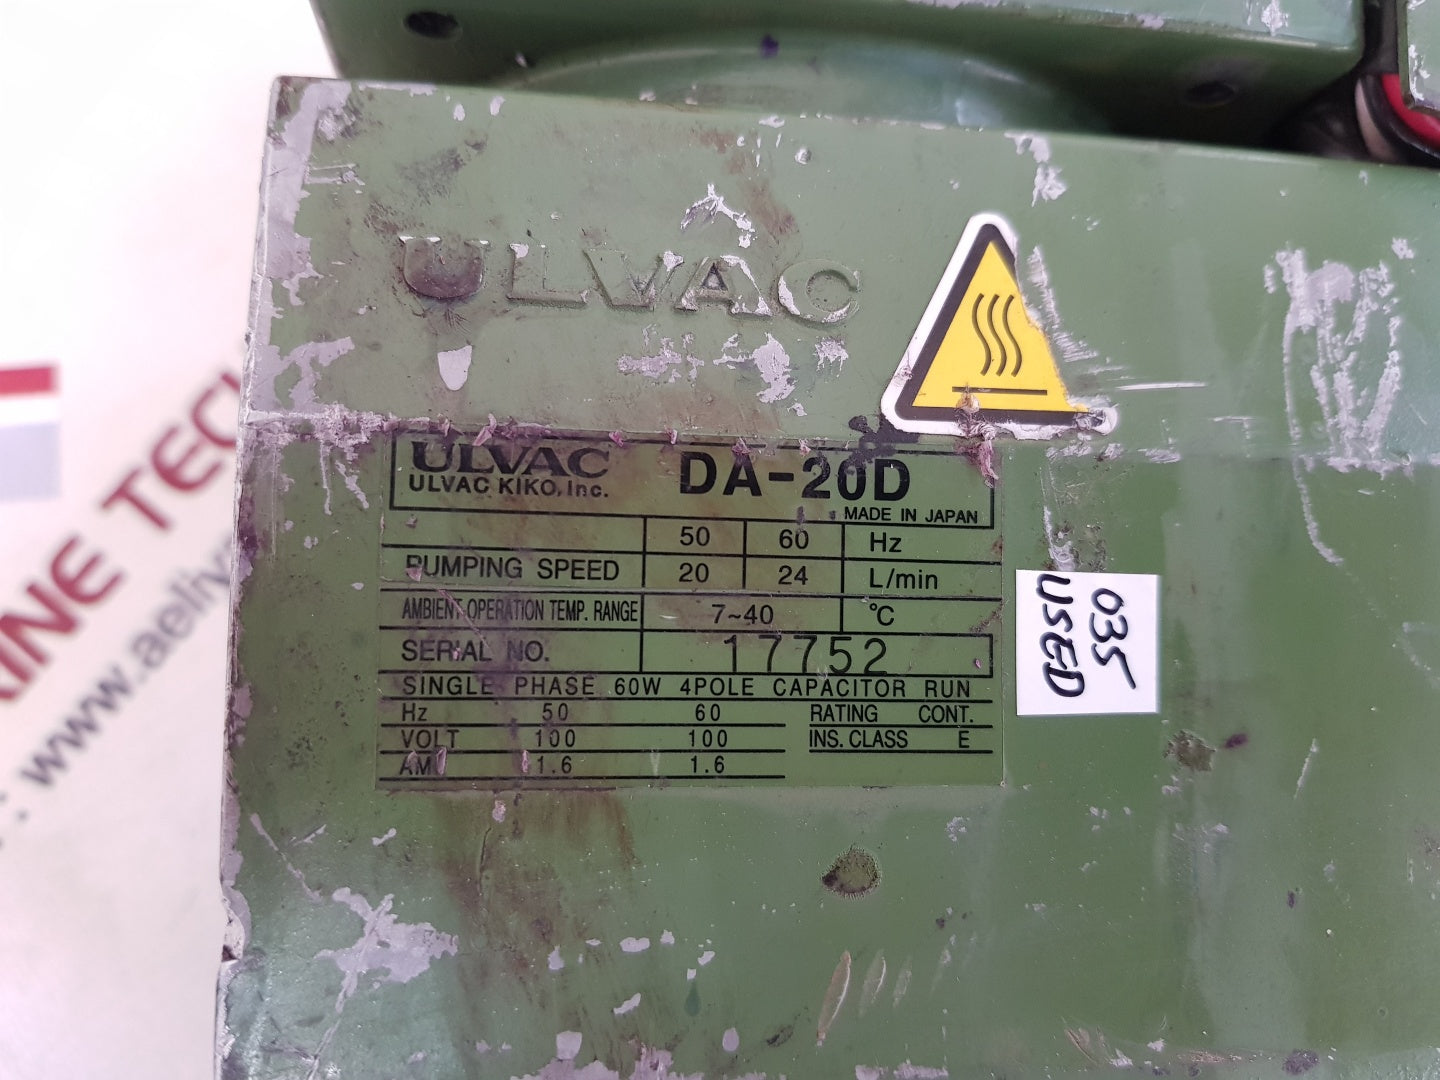 ULVAC
ULVAC
ULVAC KIKO, Inc.
DA-20D
MADE IN JAPAN
50 60 Hz
PUMPING SPEED 20 24 L/min
AMBIENT OPERATION TEMP. RANGE 7~40 ℃
SERIAL NO. 17752
SINGLE PHASE 60W 4POLE CAPACITOR RUN
Hz 50 60 RATING CONT.
VOLT 100 100 INS. CLASS E
AMP 1.6 1.6
035
USED